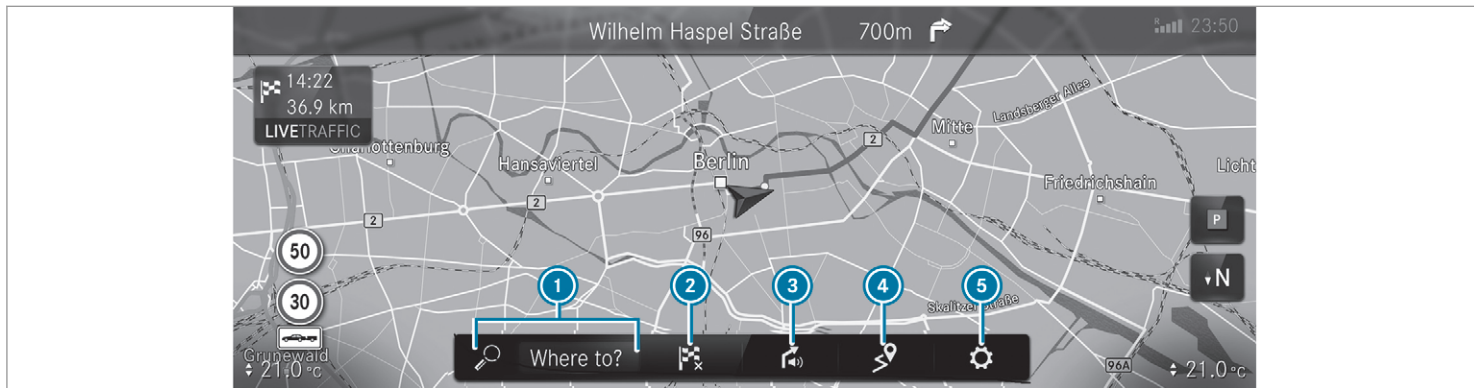 Wilhelm Haspel Straße 700m
R 23:50
14:22
36.9 km
LIVETRAFFIC
Landsberger Allee
2
Mitte
Charlottenburg
Hansaviertel
Berlin
Licht
Friedrichshain
2
2
P
96
50
N
30
1
2
3
4
5
Skalitzer Straße
Where to?
Grunewald
96A
21.0 °C
21.0 °C